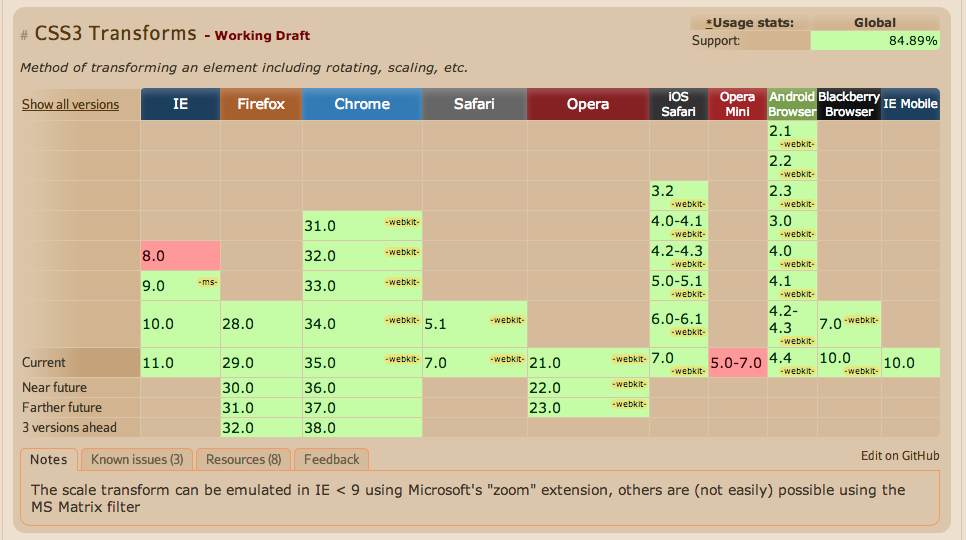 # CSS3 Transforms - Working Draft
*Usage stats: Global
Support: 84.89%
Method of transforming an element including rotating, scaling, etc.
Show all versions IE Firefox Chrome Safari Opera iOS Safari Opera Mini Android Browser Blackberry Browser IE Mobile
2.1 -webkit-
2.2 -webkit-
3.2 -webkit- 2.3 -webkit-
31.0 -webkit- 4.0-4.1 -webkit- 3.0 -webkit-
8.0 32.0 -webkit- 4.2-4.3 -webkit- 4.0 -webkit-
9.0 -ms- 33.0 -webkit- 5.0-5.1 -webkit- 4.1 -webkit-
10.0 28.0 34.0 -webkit- 5.1 -webkit- 6.0-6.1 -webkit- 4.2-4.3 -webkit- 7.0 -webkit-
Current 11.0 29.0 35.0 -webkit- 7.0 -webkit- 21.0 -webkit- 7.0 -webkit- 5.0-7.0 4.4 -webkit- 10.0 -webkit- 10.0
Near future 30.0 36.0 22.0 -webkit-
Farther future 31.0 37.0 23.0 -webkit-
3 versions ahead 32.0 38.0
Notes Known issues (3) Resources (8) Feedback Edit on GitHub
The scale transform can be emulated in IE < 9 using Microsoft's "zoom" extension, others are (not easily) possible using the
MS Matrix filter